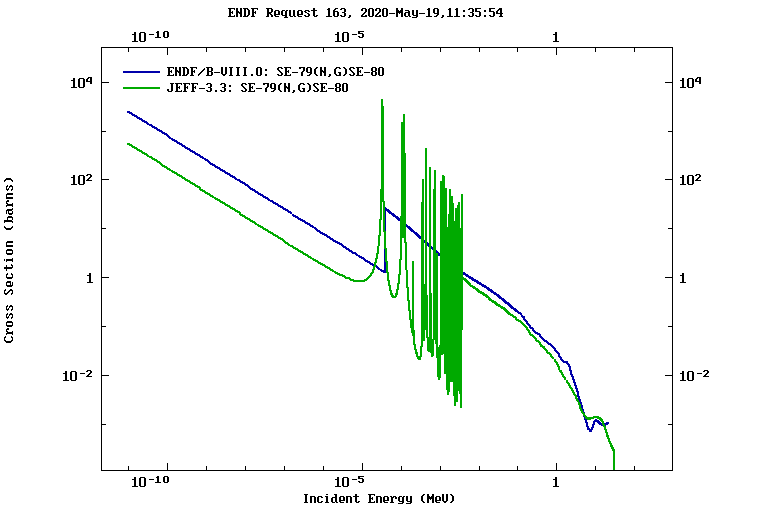 ENDF Request 163, 2020-May-19,11:35:54
10⁻¹⁰ 10⁻⁵ 1
ENDF/B-VIII.0: SE-79(N,G)SE-80
JEFF-3.3: SE-79(N,G)SE-80
10⁴ 10⁴
10² 10²
1 1
10⁻² 10⁻²
Cross Section (barns)
10⁻¹⁰ 10⁻⁵ 1
Incident Energy (MeV)